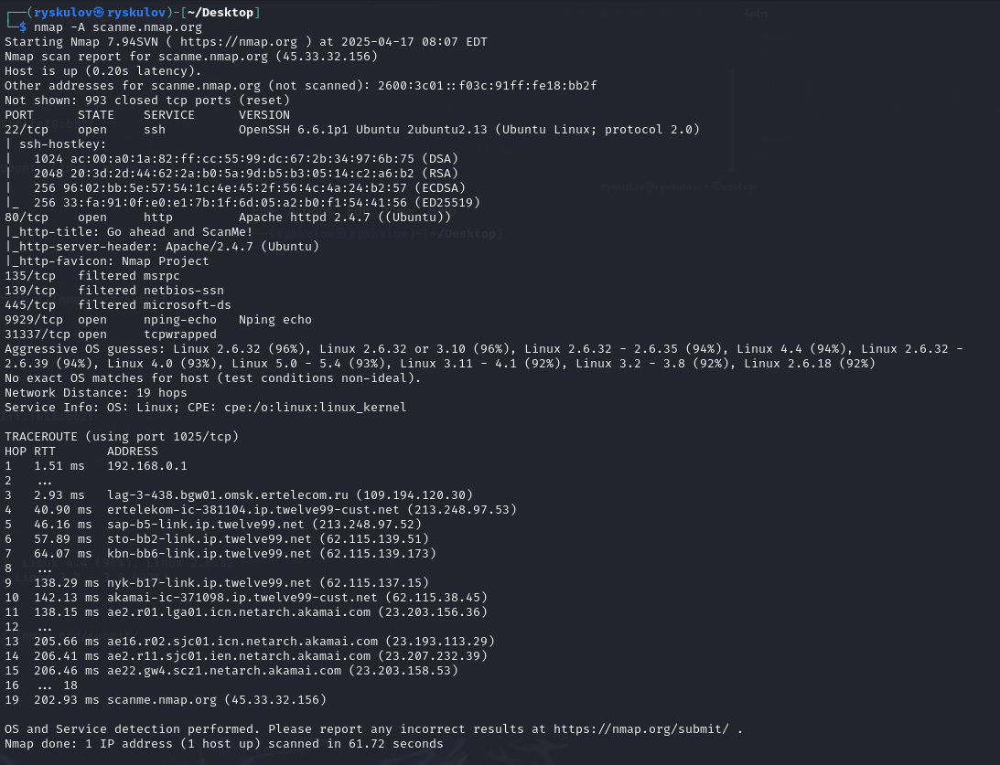 ┌──(ryskulov㉿ryskulov)-[~/Desktop]
└─$ nmap -A scanme.nmap.org
Starting Nmap 7.94SVN ( https://nmap.org ) at 2025-04-17 08:07 EDT
Nmap scan report for scanme.nmap.org (45.33.32.156)
Host is up (0.20s latency).
Other addresses for scanme.nmap.org (not scanned): 2600:3c01::f03c:91ff:fe18:bb2f
Not shown: 993 closed tcp ports (reset)
PORT      STATE    SERVICE      VERSION
22/tcp    open     ssh          OpenSSH 6.6.1p1 Ubuntu 2ubuntu2.13 (Ubuntu Linux; protocol 2.0)
| ssh-hostkey:
|   1024 ac:00:a0:1a:82:ff:cc:55:99:dc:67:2b:34:97:6b:75 (DSA)
|   2048 20:3d:2d:44:62:2a:b0:5a:9d:b5:b3:05:14:c2:a6:b2 (RSA)
|   256 96:02:bb:5e:57:54:1c:4e:45:2f:56:4c:4a:24:b2:57 (ECDSA)
|_  256 33:fa:91:0f:e0:e1:7b:1f:6d:05:a2:b0:f1:54:41:56 (ED25519)
80/tcp    open     http         Apache httpd 2.4.7 ((Ubuntu))
|_http-title: Go ahead and ScanMe!
|_http-server-header: Apache/2.4.7 (Ubuntu)
|_http-favicon: Nmap Project
135/tcp   filtered msrpc
139/tcp   filtered netbios-ssn
445/tcp   filtered microsoft-ds
9929/tcp  open     nping-echo   Nping echo
31337/tcp open     tcpwrapped
Aggressive OS guesses: Linux 2.6.32 (96%), Linux 2.6.32 or 3.10 (96%), Linux 2.6.32 - 2.6.35 (94%), Linux 4.4 (94%), Linux 2.6.32 -
2.6.39 (94%), Linux 4.0 (93%), Linux 5.0 - 5.4 (93%), Linux 3.11 - 4.1 (92%), Linux 3.2 - 3.8 (92%), Linux 2.6.18 (92%)
No exact OS matches for host (test conditions non-ideal).
Network Distance: 19 hops
Service Info: OS: Linux; CPE: cpe:/o:linux:linux_kernel
TRACEROUTE (using port 1025/tcp)
HOP RTT       ADDRESS
1   1.51 ms   192.168.0.1
2   ...
3   2.93 ms   lag-3-438.bgw01.omsk.ertelecom.ru (109.194.120.30)
4   40.90 ms  ertelekom-ic-381104.ip.twelve99-cust.net (213.248.97.53)
5   46.16 ms  sap-b5-link.ip.twelve99.net (213.248.97.52)
6   57.89 ms  sto-bb2-link.ip.twelve99.net (62.115.139.51)
7   64.07 ms  kbn-bb6-link.ip.twelve99.net (62.115.139.173)
8   ...
9   138.29 ms nyk-b17-link.ip.twelve99.net (62.115.137.15)
10  142.13 ms akamai-ic-371098.ip.twelve99-cust.net (62.115.38.45)
11  138.15 ms ae2.r01.lga01.icn.netarch.akamai.com (23.203.156.36)
12  ...
13  205.66 ms ae16.r02.sjc01.icn.netarch.akamai.com (23.193.113.29)
14  206.41 ms ae2.r11.sjc01.ien.netarch.akamai.com (23.207.232.39)
15  206.46 ms ae22.gw4.scz1.netarch.akamai.com (23.203.158.53)
16  ... 18
19  202.93 ms scanme.nmap.org (45.33.32.156)
OS and Service detection performed. Please report any incorrect results at https://nmap.org/submit/ .
Nmap done: 1 IP address (1 host up) scanned in 61.72 seconds